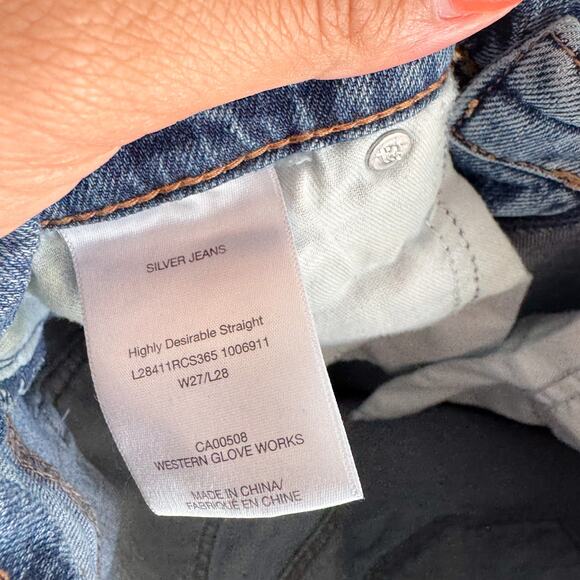 SILVER JEANS
Highly Desirable Straight
L28411RCS365 1006911
W27/L28
CA00508
WESTERN GLOVE WORKS
MADE IN CHINA/
FABRIQUÉ EN CHINE